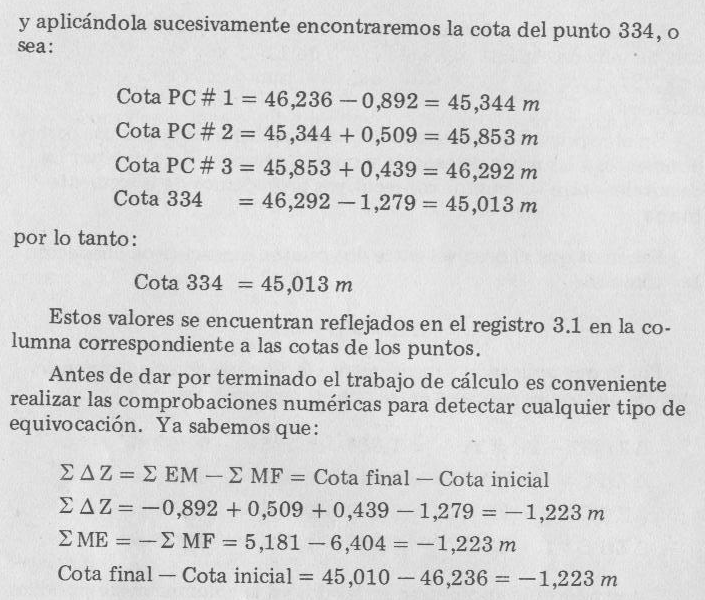 y aplicándola sucesivamente encontraremos la cota del punto 334, o
sea:
Cota PC # 1 = 46,236 — 0,892 = 45,344 m
Cota PC # 2 = 45,344 + 0,509 = 45,853 m
Cota PC # 3 = 45,853 + 0,439 = 46,292 m
Cota 334 = 46,292 — 1,279 = 45,013 m
por lo tanto:
Cota 334 = 45,013 m
Estos valores se encuentran reflejados en el registro 3.1 en la co-
lumna correspondiente a las cotas de los puntos.
Antes de dar por terminado el trabajo de cálculo es conveniente
realizar las comprobaciones numéricas para detectar cualquier tipo de
equivocación. Ya sabemos que:
Σ Δ Z = Σ EM — Σ MF = Cota final — Cota inicial
Σ Δ Z = —0,892 + 0,509 + 0,439 — 1,279 = —1,223 m
Σ ME = — Σ MF = 5,181 — 6,404 = —1,223 m
Cota final — Cota inicial = 45,010 — 46,236 = —1,223 m